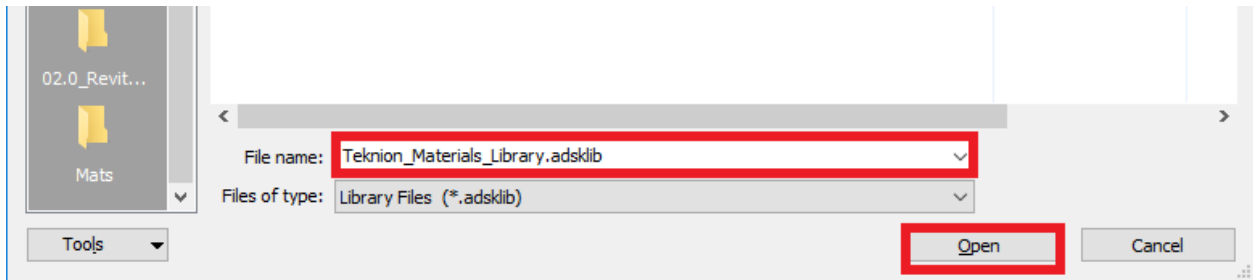 02.0_Revit...
Mats
File name: Teknion_Materials_Library.adsklib
Files of type: Library Files (*.adsklib)
Tools
Open
Cancel